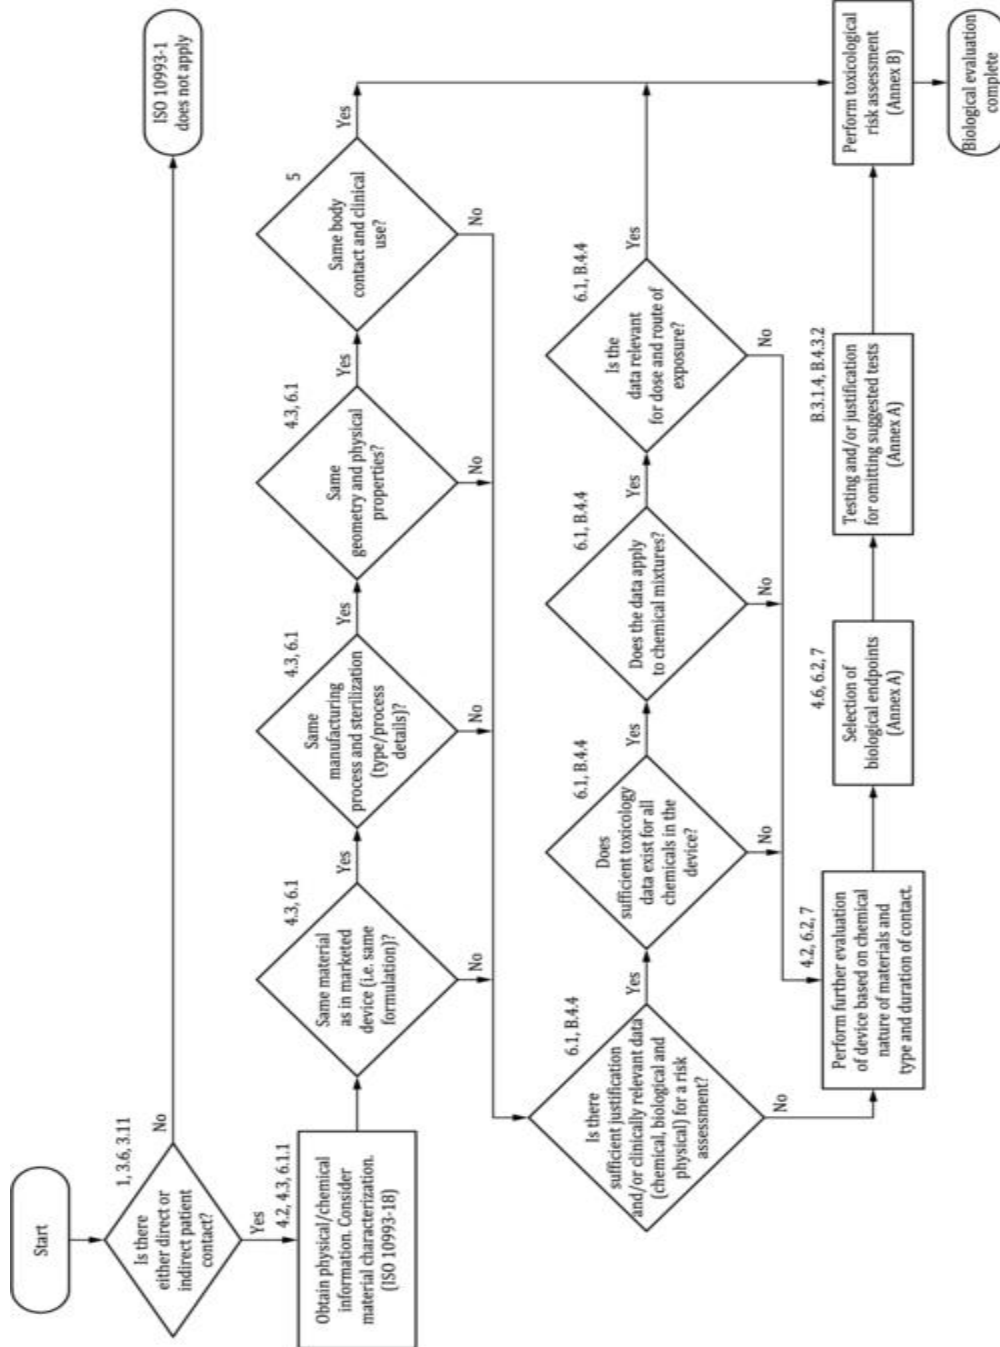 Start
Is there
either direct or
indirect patient
contact?
1, 3.6, 3.11
No
ISO 10993-1
does not apply
Yes
4.2, 4.3, 6.1.1
Obtain physical/chemical
information. Consider
material characterization.
(ISO 10993-18)
4.3, 6.1
Same material
as in marketed
device (i.e. same
formulation)?
Yes
No
4.3, 6.1
Same
manufacturing
process and sterilization
(type/process
details)?
Yes
No
4.3, 6.1
Same
geometry and physical
properties?
Yes
No
5
Same body
contact and clinical
use?
Yes
No
6.1, B.4.4
Is there
sufficient justification
and/or clinically relevant data
(chemical, biological and
physical) for a risk
assessment?
Yes
No
6.1, B.4.4
Does
sufficient toxicology
data exist for all
chemicals in the
device?
Yes
No
6.1, B.4.4
Does the data apply
to chemical mixtures?
Yes
No
6.1, B.4.4
Is the
data relevant
for dose and route of
exposure?
Yes
No
4.2, 6.2, 7
Perform further evaluation
of device based on chemical
nature of materials and
type and duration of contact.
4.6, 6.2, 7
Selection of
biological endpoints
(Annex A)
B.3.1.4, B.4.3.2
Testing and/or justification
for omitting suggested tests
(Annex A)
Perform toxicological
risk assessment
(Annex B)
Biological evaluation
complete